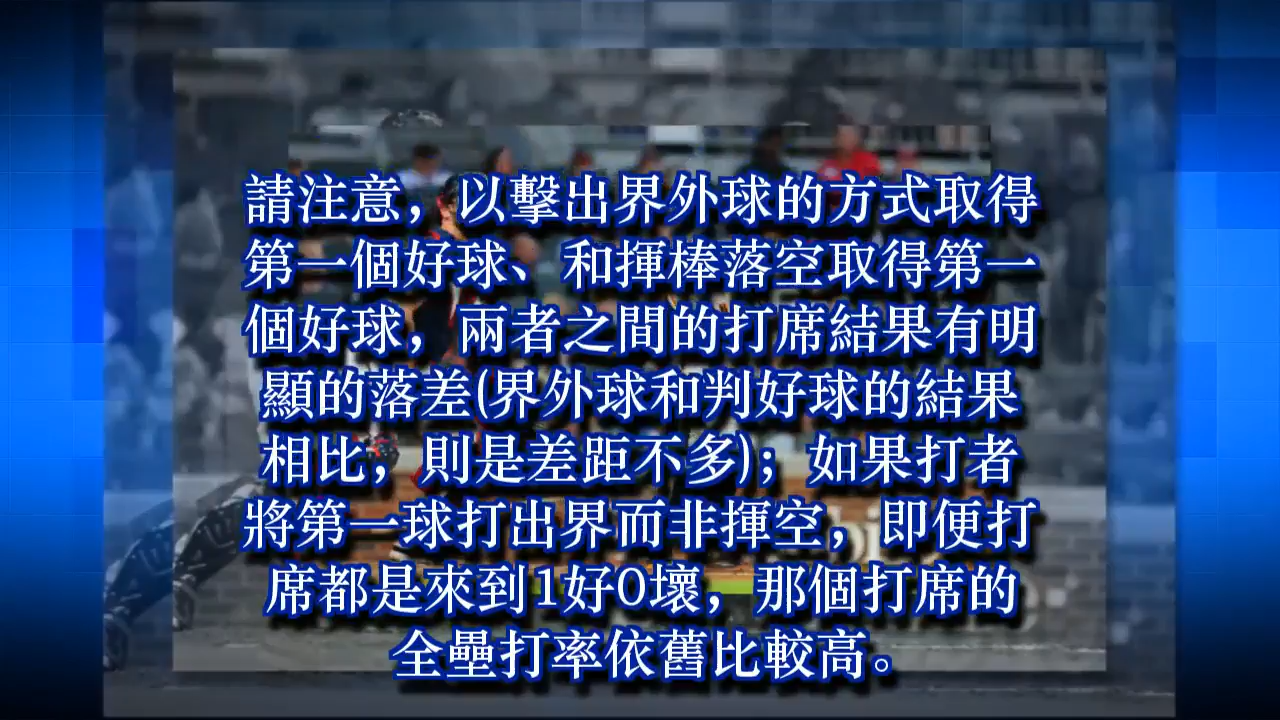 請注意，以擊出界外球的方式取得
第一個好球、和揮棒落空取得第一
個好球，兩者之間的打席結果有明
顯的落差(界外球和判好球的結果
相比，則是差距不多)；如果打者
將第一球打出界而非揮空，即便打
席都是來到1好0壞，那個打席的
全壘打率依舊比較高。